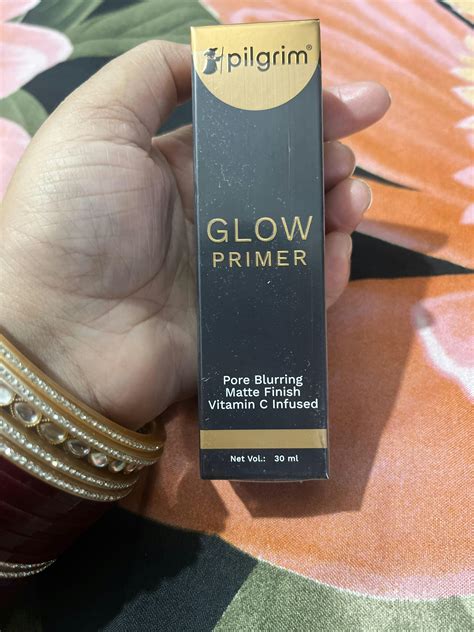 pilgrim®
GLOW
PRIMER
Pore Blurring
Matte Finish
Vitamin C Infused
Net Vol.: 30 ml